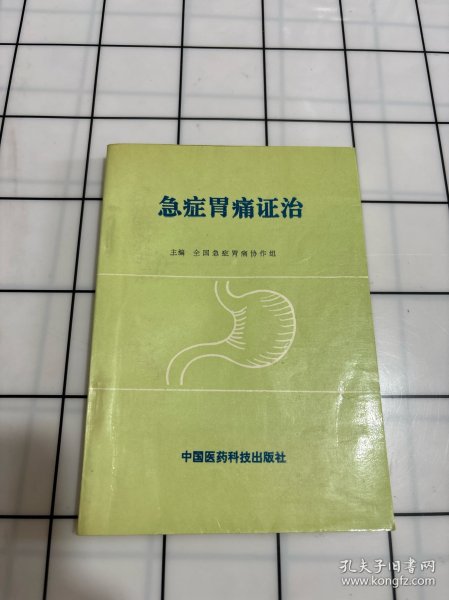 急症胃痛证治
主编 全国急症胃痛协作组
中国医药科技出版社
孔夫子旧书网
www.kongfz.com